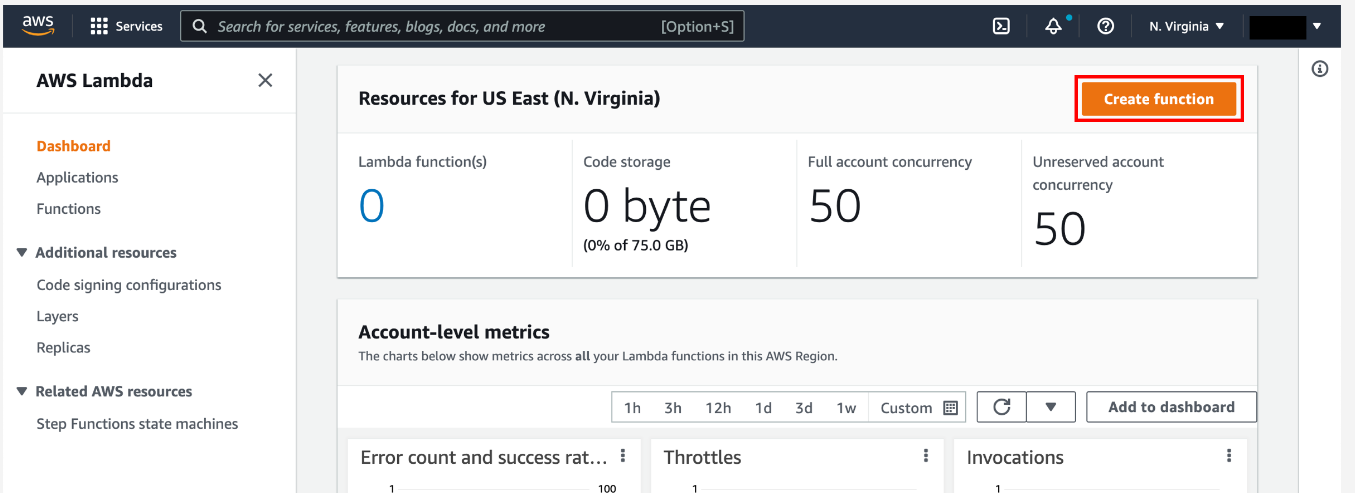 aws
Services
Search for services, features, blogs, docs, and more
[Option+S]
N. Virginia
AWS Lambda
Dashboard
Applications
Functions
Additional resources
Code signing configurations
Layers
Replicas
Related AWS resources
Step Functions state machines
Resources for US East (N. Virginia)
Create function
Lambda function(s)
0
Code storage
0 byte
(0% of 75.0 GB)
Full account concurrency
50
Unreserved account
concurrency
50
Account-level metrics
The charts below show metrics across all your Lambda functions in this AWS Region.
1h 3h 12h 1d 3d 1w Custom
Add to dashboard
Error count and success rat...
1 100
Throttles
1
Invocations
1